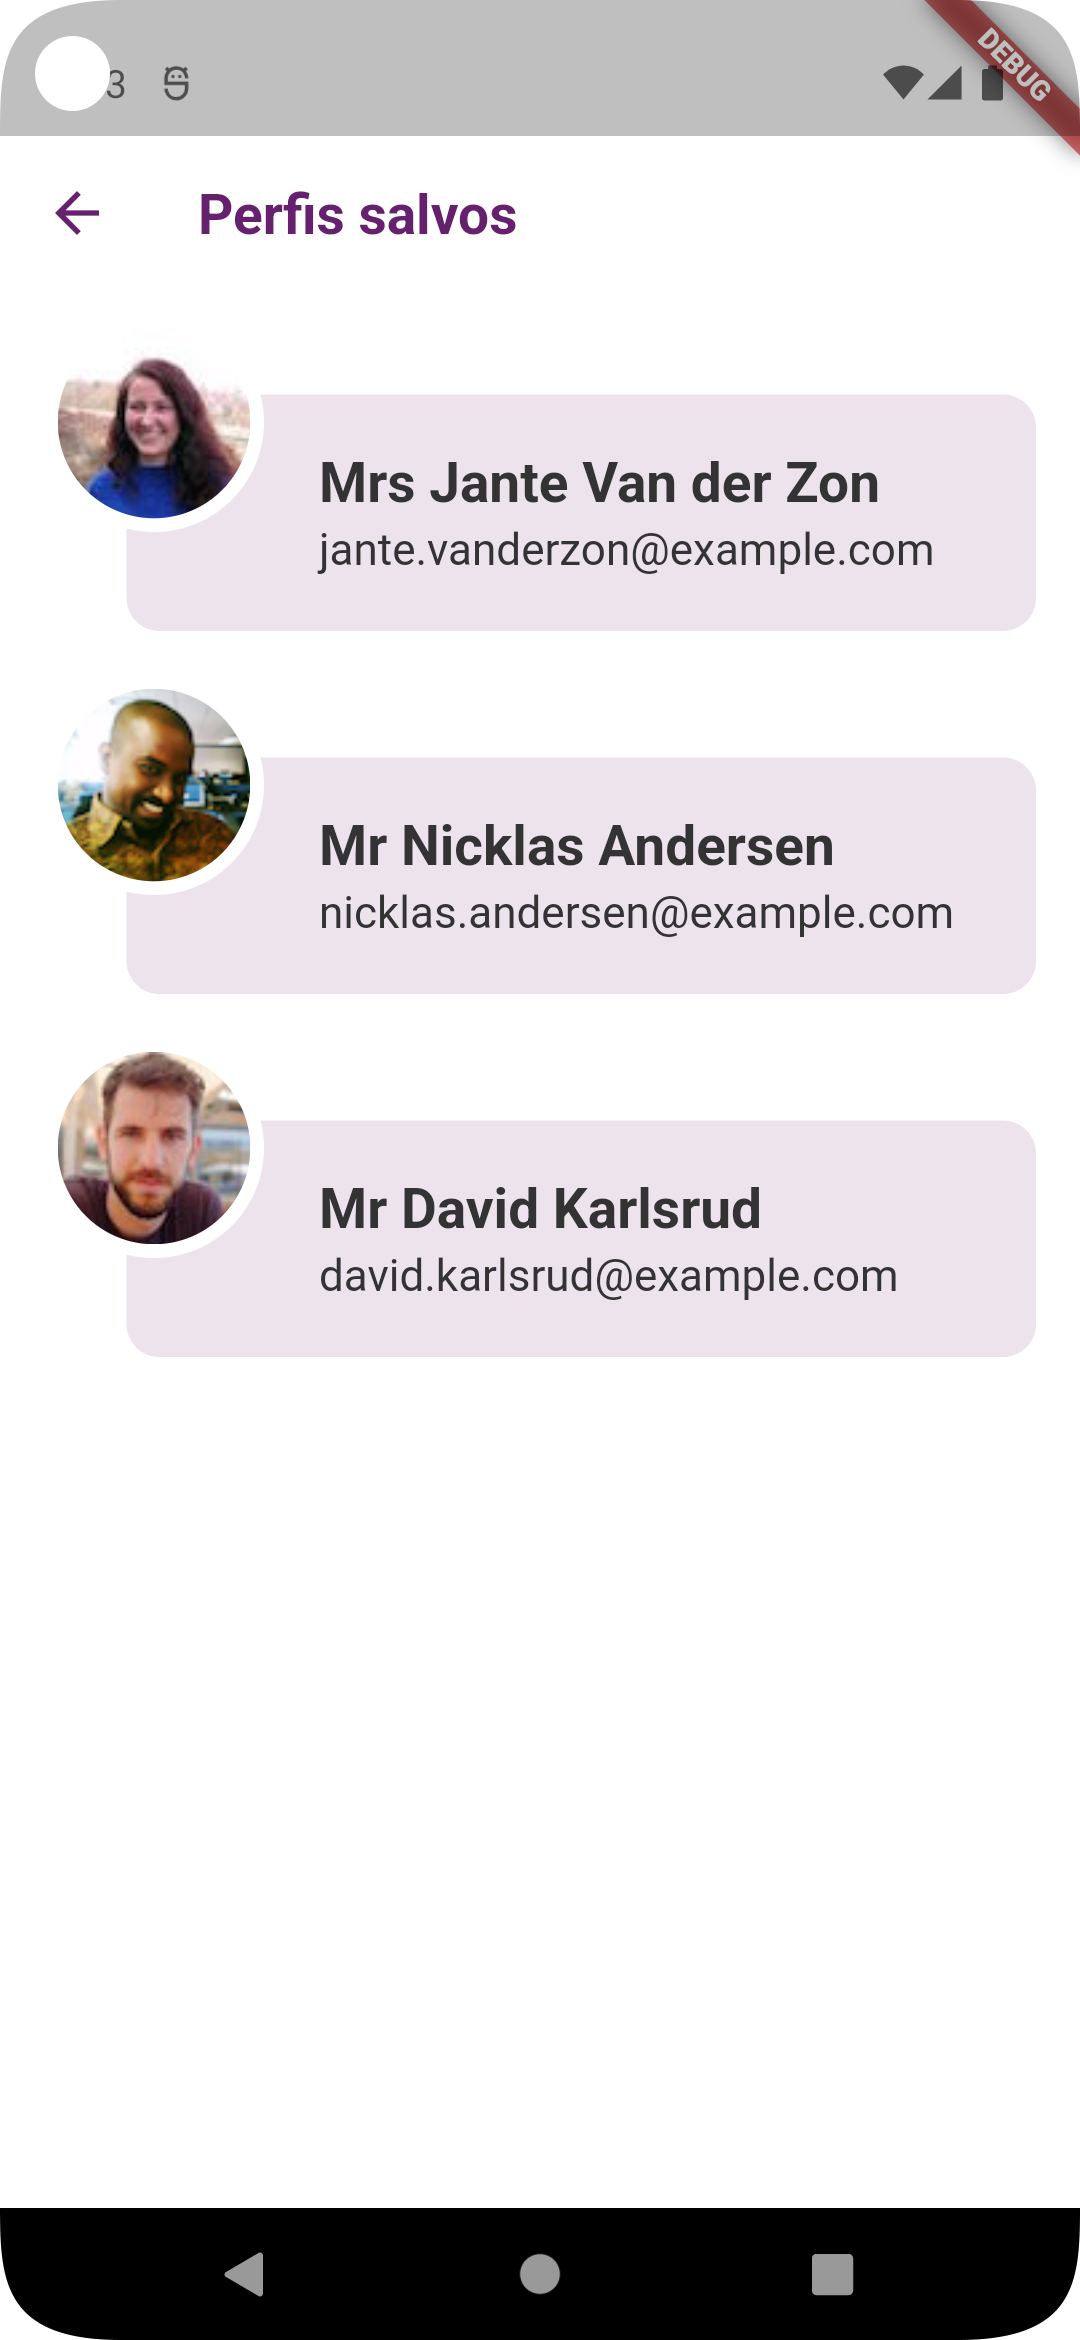 3
DEBUG
Perfis salvos
Mrs Jante Van der Zon
jante.vanderzon@example.com
Mr Nicklas Andersen
nicklas.andersen@example.com
Mr David Karlsrud
david.karlsrud@example.com